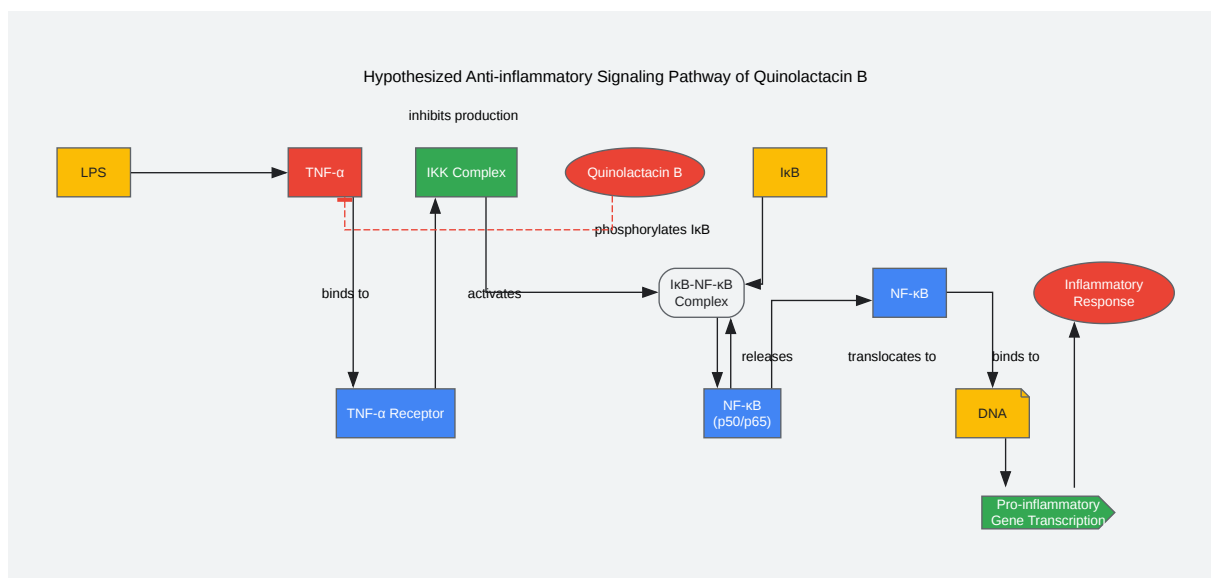 Hypothesized Anti-inflammatory Signaling Pathway of Quinolactacin B
inhibits production
LPS
TNF-α
IKK Complex
Quinolactacin B
IκB
phosphorylates IκB
binds to
activates
IκB-NF-κB
Complex
NF-κB
Inflammatory
Response
releases
translocates to
binds to
TNF-α Receptor
NF-κB
(p50/p65)
DNA
Pro-inflammatory
Gene Transcription